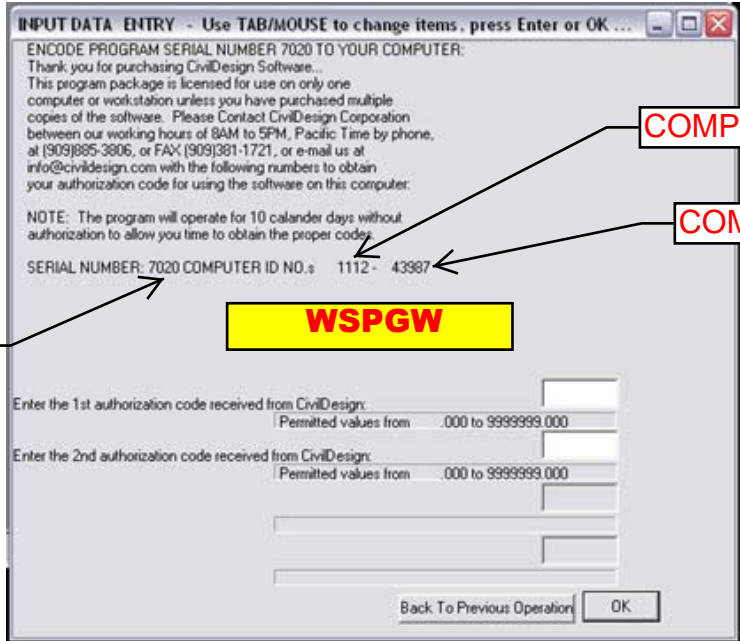 INPUT DATA ENTRY - Use TAB/MOUSE to change items, press Enter or OK ...
ENCODE PROGRAM SERIAL NUMBER 7020 TO YOUR COMPUTER:
Thank you for purchasing CivilDesign Software...
This program package is licensed for use on only one
computer or workstation unless you have purchased multiple
copies of the software. Please Contact CivilDesign Corporation
between our working hours of 8AM to 5PM, Pacific Time by phone,
at (909)885-3806, or FAX (909)381-1721, or e-mail us at
info@civildesign.com with the following numbers to obtain
your authorization code for using the software on this computer:
COMP
NOTE: The program will operate for 10 calander days without
authorization to allow you time to obtain the proper codes.
COM
SERIAL NUMBER: 7020 COMPUTER ID NO.s 1112 - 43987
WSPGW
Enter the 1st authorization code received from CivilDesign:
Permitted values from .000 to 9999999.000
Enter the 2nd authorization code received from CivilDesign:
Permitted values from .000 to 9999999.000
Back To Previous Operation OK